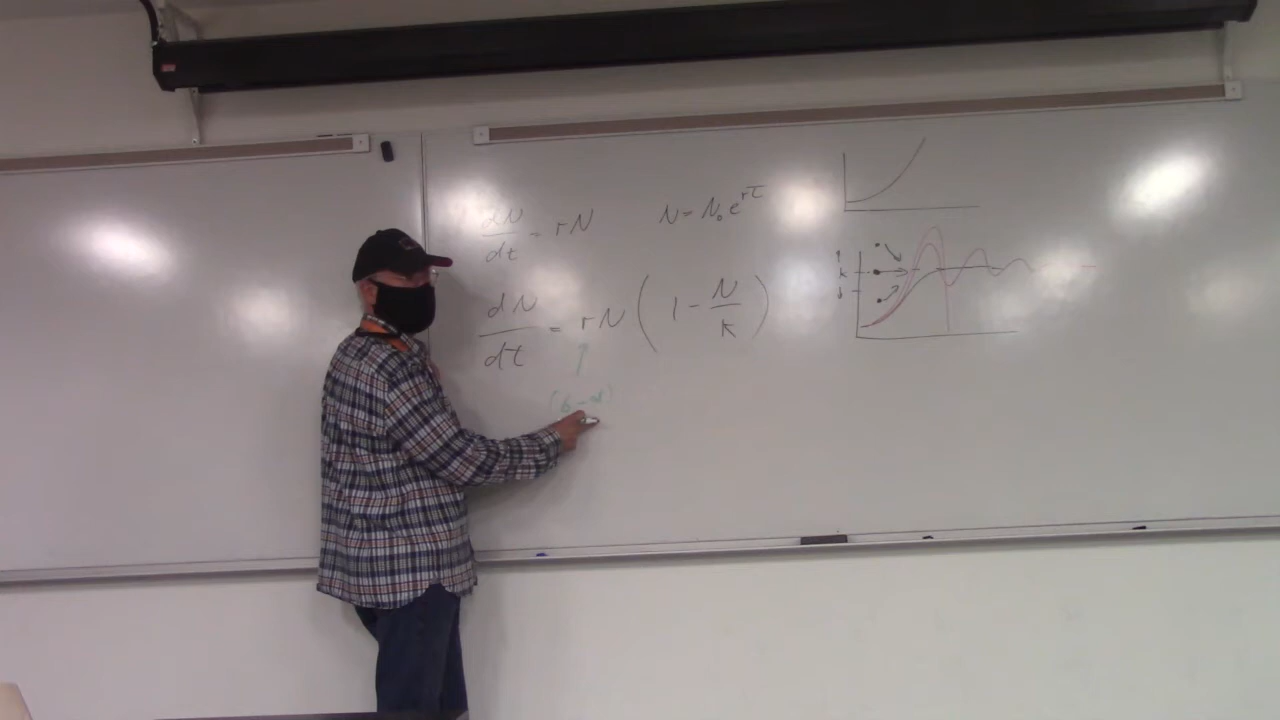 dN/dt = rN    N = N₀e^rt
dN/dt = rN(1 - N/K)
(b-d)
K